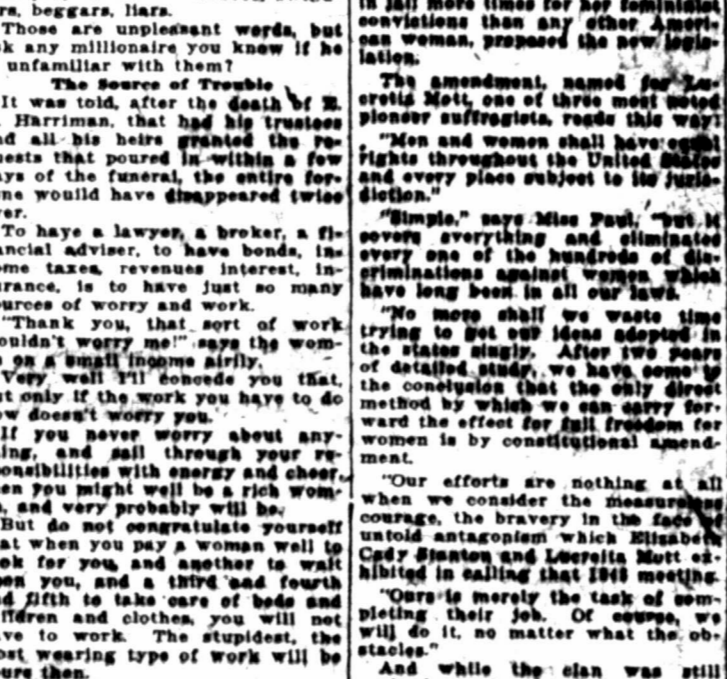 rs, beggars, liars.
Those are unpleasant words, but
sk any millionaire you know if he
unfamiliar with them?
The Source of Trouble
It was told, after the death of E.
Harriman, that had his trustees
nd all his heirs granted the re-
uests that poured in within a few
ays of the funeral, the entire for-
ne wouild have disappeared twice
ver.
To haye a lawyer, a broker, a fi-
ancial adviser, to have bonds, in-
ome taxes, revenues interest, in-
urance, is to have just so many
ources of worry and work.
"Thank you, that sort of work
ouldn't worry me!" says the wom-
on a small income airily.
Very well I'll concede you that,
ut only if the work you have to do
ow doesn't worry you.
If you never worry about any-
ing, and sail through your re-
onsibilities with energy and cheer,
en you might well be a rich wom-
, and very probably will be.
But do not congratulate yourself
at when you pay a woman well to
ok for you, and another to wait
pon you, and a third and fourth
nd fifth to take care of beds and
ildren and clothes, you will not
ve to work. The stupidest, the
ost wearing type of work will be
ours then.
in jail more times for her feminist
convictions than any other Ameri-
can woman, proposed the new legis-
lation.
The amendment, named for Lu-
cretia Mott, one of three most noted
pioneer suffragists, reads this way:
"Men and women shall have equal
rights throughout the United States
and every place subject to its juris-
diction."
"Simple," says Miss Paul, "but it
covers everything and eliminates
every one of the hundreds of dis-
criminations against women which
have long been in all our laws.
"No more shall we waste time
trying to get our ideas adopted in
the states singly. After two years
of detailed study, we have come to
the conclusion that the only direct
method by which we can carry for-
ward the effect for full freedom for
women is by constitutional amend-
ment.
"Our efforts are nothing at all
when we consider the
courage, the bravery in the face of
untold antagonism which Elizabeth
Cady Stanton and Lucreita Mott ex-
hibited in calling that 1848 meeting.
"Ours is merely the task of com-
pleting their job. Of course, we
will do it, no matter what the ob-
stacles."
And while the clan was still